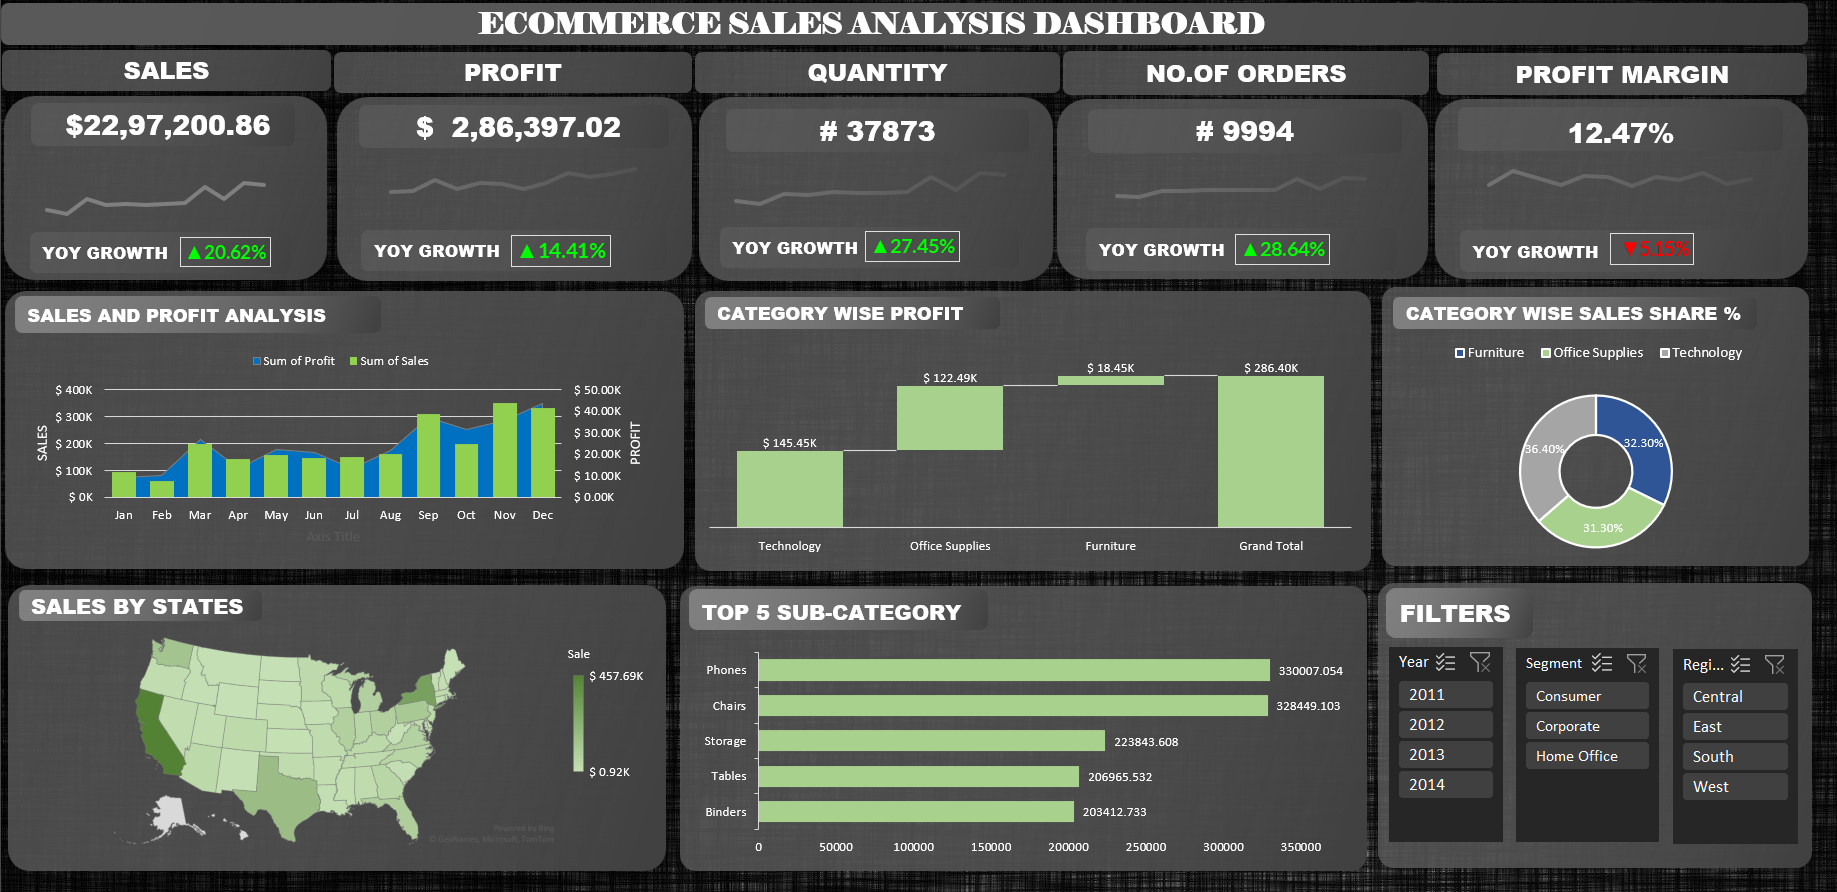 ECOMMERCE SALES ANALYSIS DASHBOARD
SALES
PROFIT
QUANTITY
NO.OF ORDERS
PROFIT MARGIN
$22,97,200.86
$ 2,86,397.02
# 37873
# 9994
12.47%
YOY GROWTH ▲20.62%
YOY GROWTH ▲14.41%
YOY GROWTH ▲27.45%
YOY GROWTH ▲28.64%
YOY GROWTH ▼5.15%
SALES AND PROFIT ANALYSIS
Sum of Profit Sum of Sales
SALES
$ 400K
$ 300K
$ 200K
$ 100K
$ 0K
$ 50.00K
$ 40.00K
$ 30.00K
$ 20.00K
$ 10.00K
$ 0.00K
PROFIT
Jan Feb Mar Apr May Jun Jul Aug Sep Oct Nov Dec
Axis Title
CATEGORY WISE PROFIT
$ 145.45K
$ 122.49K
$ 18.45K
$ 286.40K
Technology Office Supplies Furniture Grand Total
CATEGORY WISE SALES SHARE %
Furniture Office Supplies Technology
36.40%
32.30%
31.30%
SALES BY STATES
Sale
$ 457.69K
$ 0.92K
Powered by Bing
© GeoNames, Microsoft, TomTom
TOP 5 SUB-CATEGORY
Phones 330007.054
Chairs 328449.103
Storage 223843.608
Tables 206965.532
Binders 203412.733
0 50000 100000 150000 200000 250000 300000 350000
FILTERS
Year
2011
2012
2013
2014
Segment
Consumer
Corporate
Home Office
Regi...
Central
East
South
West